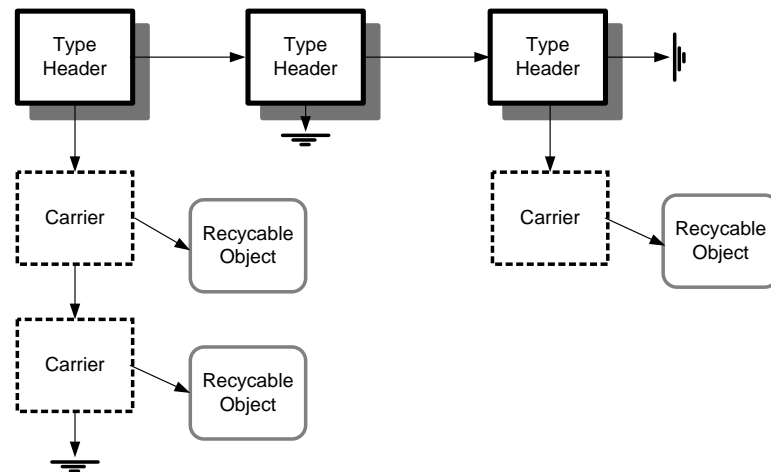 Type
Header
Type
Header
Type
Header
Carrier
Recycable
Object
Carrier
Recycable
Object
Carrier
Recycable
Object